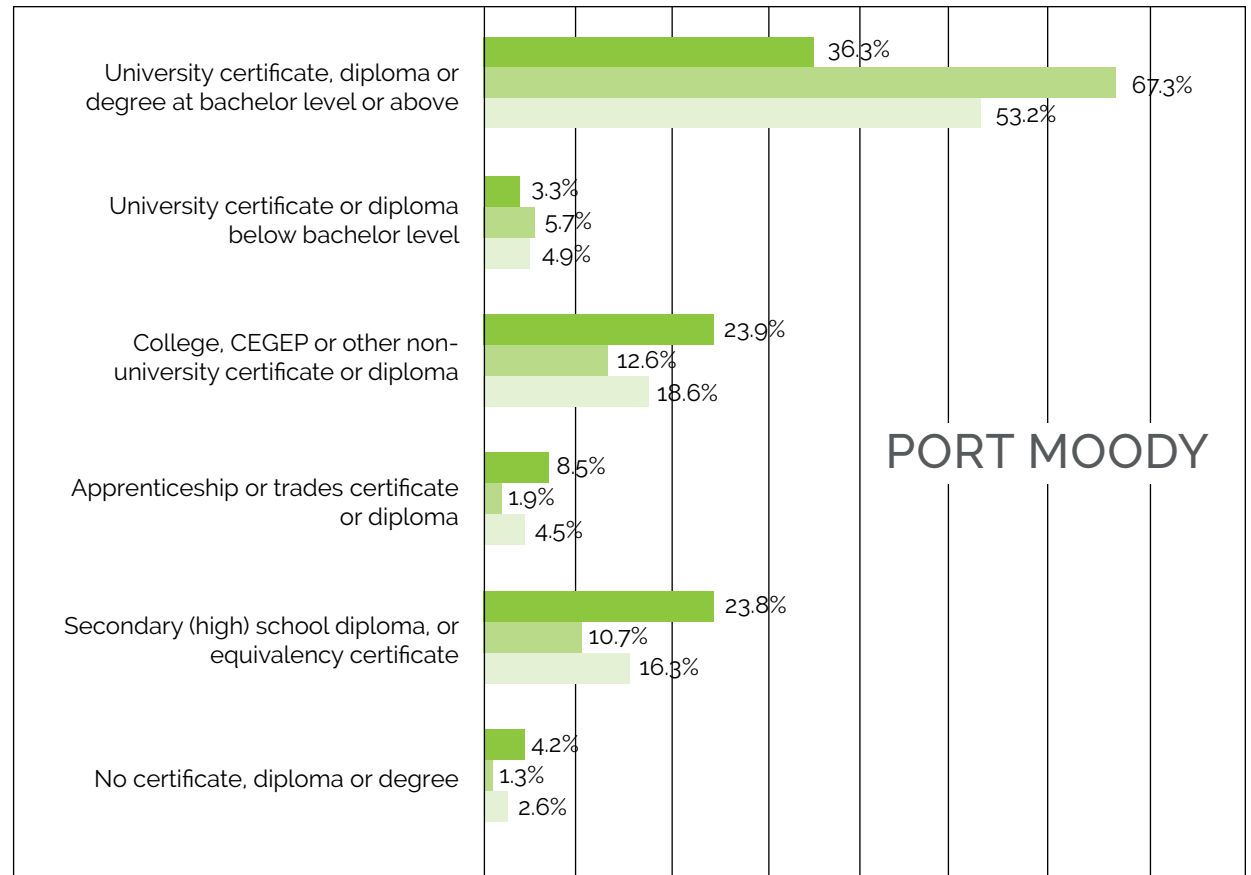 University certificate, diploma or
degree at bachelor level or above
36.3%
67.3%
53.2%
University certificate or diploma
below bachelor level
3.3%
5.7%
4.9%
College, CEGEP or other non-
university certificate or diploma
23.9%
12.6%
18.6%
PORT MOODY
Apprenticeship or trades certificate
or diploma
8.5%
1.9%
4.5%
Secondary (high) school diploma, or
equivalency certificate
23.8%
10.7%
16.3%
No certificate, diploma or degree
4.2%
1.3%
2.6%